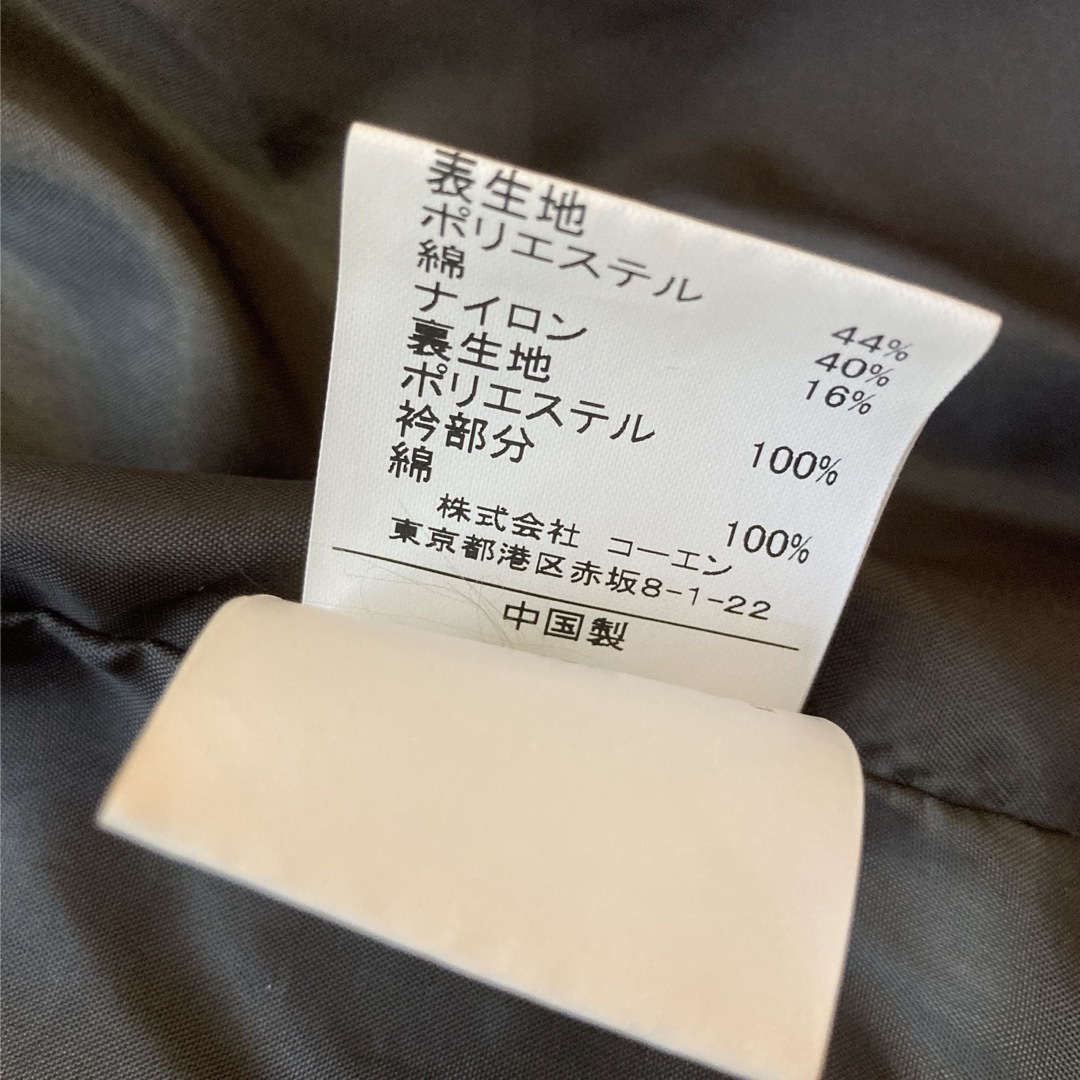 表生地
ポリエステル 44%
綿 40%
ナイロン 16%
裏生地
ポリエステル 100%
衿部分
綿 100%
株式会社 コーエン
東京都港区赤坂8-1-22
中国製